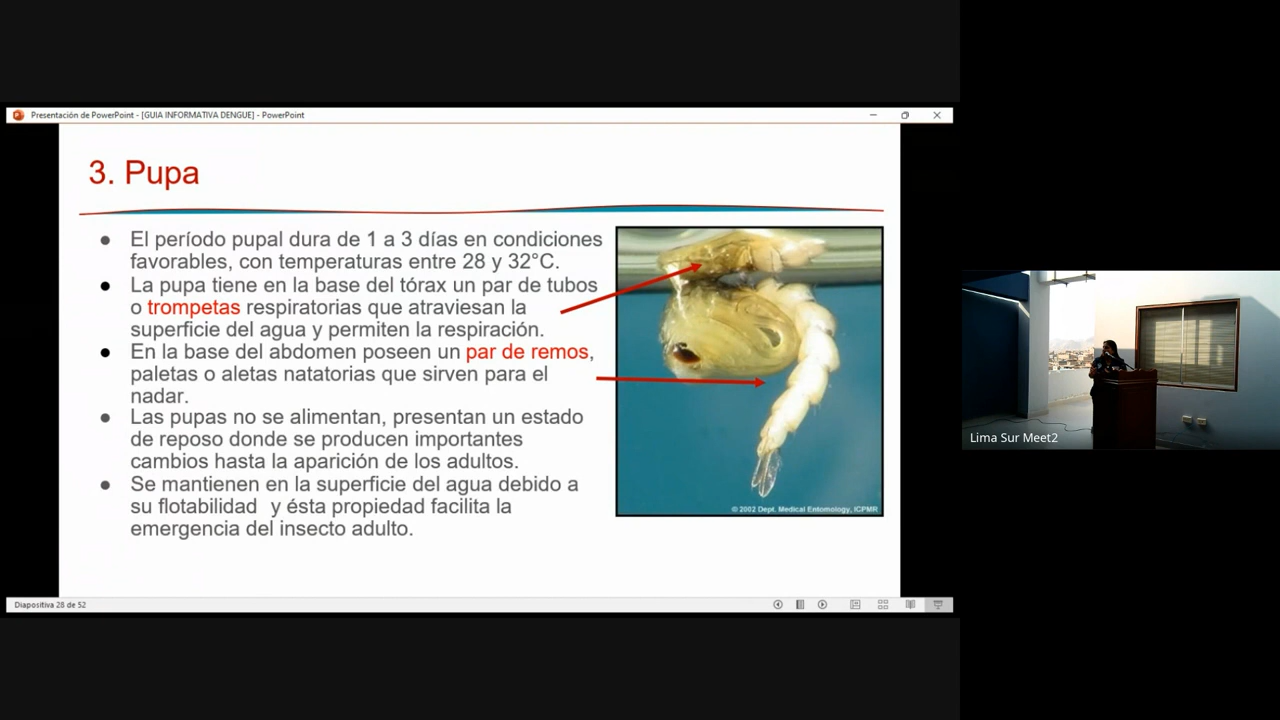 Presentación de PowerPoint - [GUIA INFORMATIVA DENGUE] - PowerPoint
3. Pupa
● El período pupal dura de 1 a 3 días en condiciones
favorables, con temperaturas entre 28 y 32°C.
● La pupa tiene en la base del tórax un par de tubos
o trompetas respiratorias que atraviesan la
superficie del agua y permiten la respiración.
● En la base del abdomen poseen un par de remos,
paletas o aletas natatorias que sirven para el
nadar.
● Las pupas no se alimentan, presentan un estado
de reposo donde se producen importantes
cambios hasta la aparición de los adultos.
● Se mantienen en la superficie del agua debido a
su flotabilidad y ésta propiedad facilita la
emergencia del insecto adulto.
© 2002 Dept. Medical Entomology, ICPMR
Diapositiva 28 de 52
Lima Sur Meet2